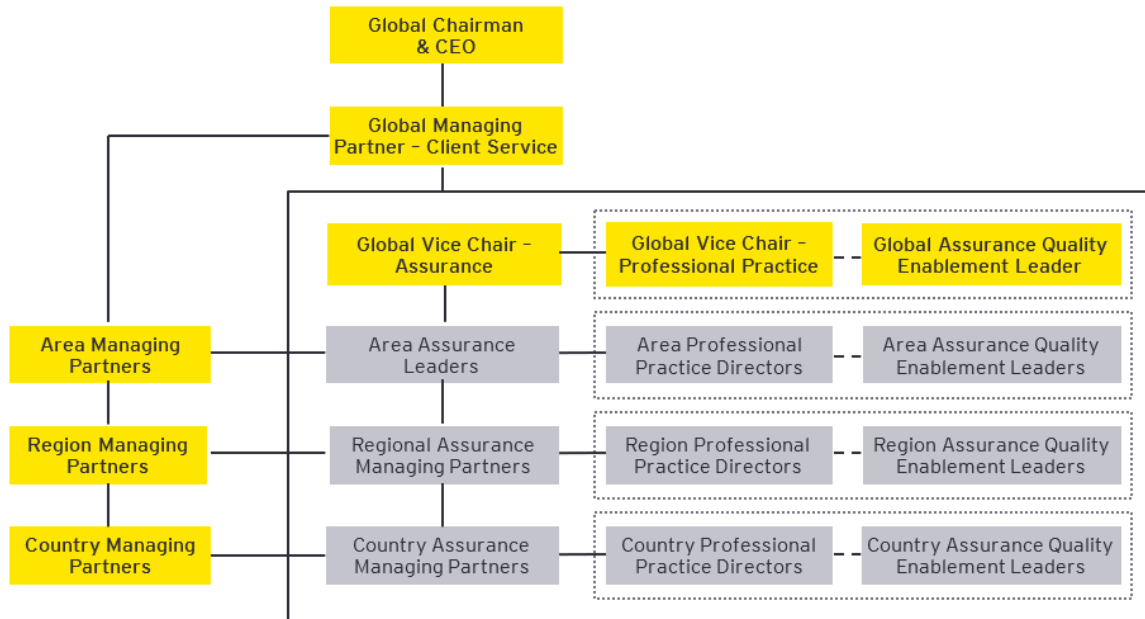 Global Chairman
& CEO
Global Managing
Partner – Client Service
Global Vice Chair –
Assurance
Global Vice Chair –
Professional Practice
Global Assurance Quality
Enablement Leader
Area Managing
Partners
Area Assurance
Leaders
Area Professional
Practice Directors
Area Assurance Quality
Enablement Leaders
Region Managing
Partners
Regional Assurance
Managing Partners
Region Professional
Practice Directors
Region Assurance Quality
Enablement Leaders
Country Managing
Partners
Country Assurance
Managing Partners
Country Professional
Practice Directors
Country Assurance Quality
Enablement Leaders